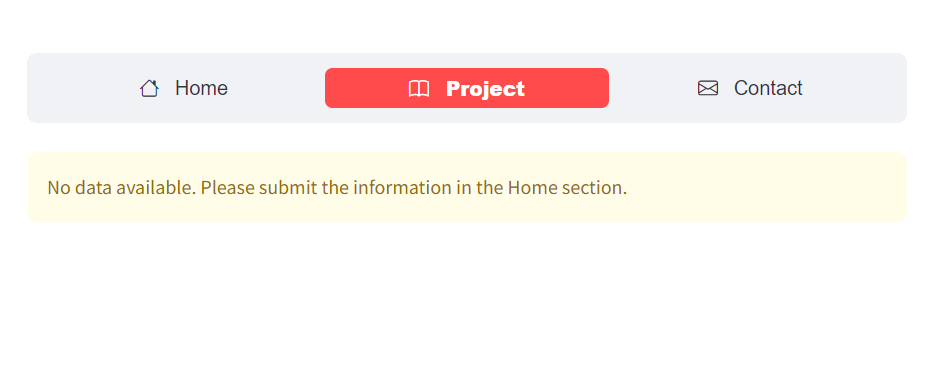 Home Project Contact
No data available. Please submit the information in the Home section.